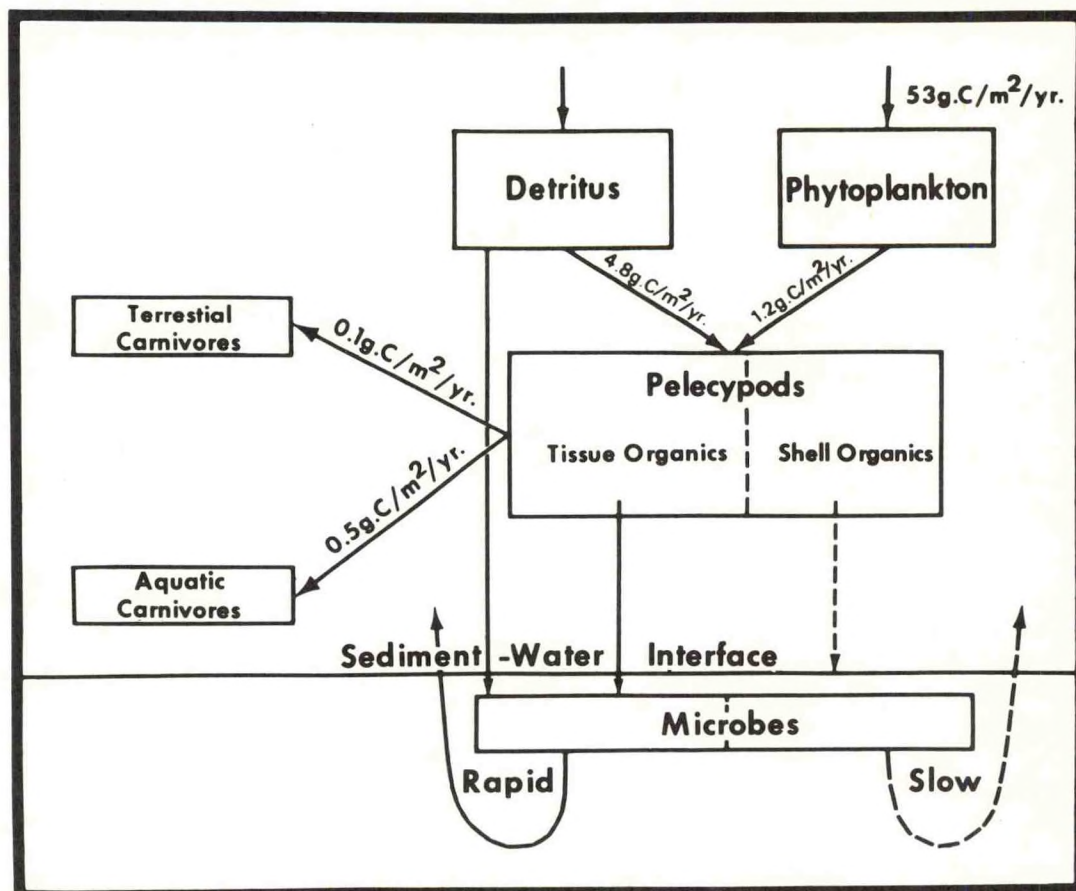 53g.C/m²/yr.
Detritus
Phytoplankton
4.8g.C/m²/yr.
1.2g.C/m²/yr.
Terrestial
Carnivores
0.1g.C/m²/yr.
Pelecypods
Tissue Organics
Shell Organics
0.5g.C/m²/yr.
Aquatic
Carnivores
Sediment-Water Interface
Microbes
Rapid
Slow